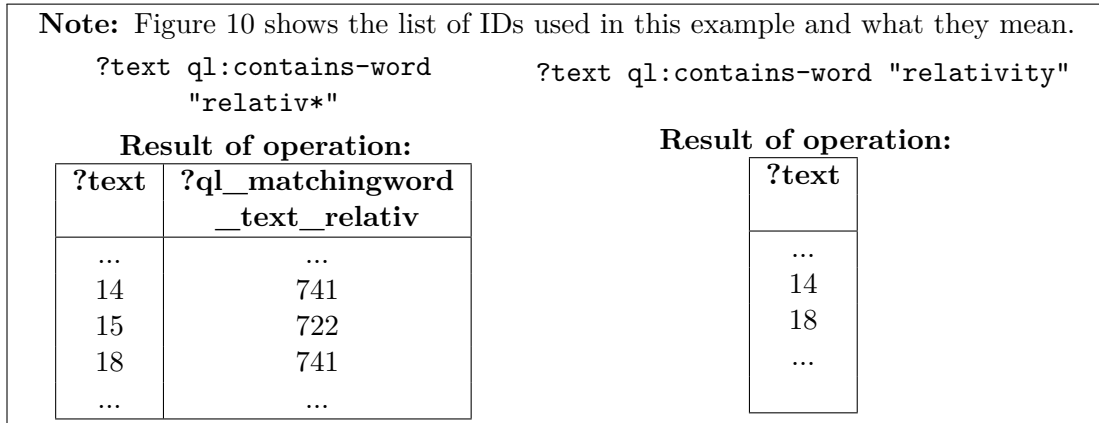 Note: Figure 10 shows the list of IDs used in this example and what they mean.
?text ql:contains-word
"relativ*"
Result of operation:
?text ?ql_matchingword
_text_relativ
... ...
14 741
15 722
18 741
... ...
?text ql:contains-word "relativity"
Result of operation:
?text
...
14
18
...